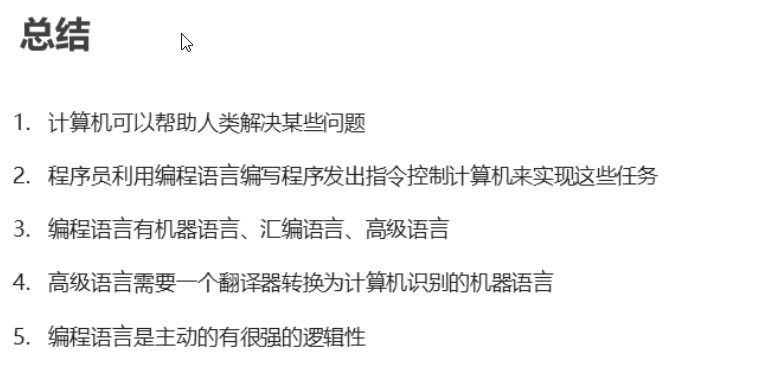 总结
1. 计算机可以帮助人类解决某些问题
2. 程序员利用编程语言编写程序发出指令控制计算机来实现这些任务
3. 编程语言有机器语言、汇编语言、高级语言
4. 高级语言需要一个翻译器转换为计算机识别的机器语言
5. 编程语言是主动的有很强的逻辑性